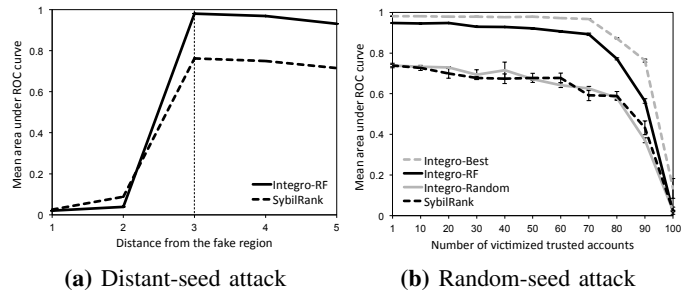 Mean area under ROC curve
1
0.8
0.6
0.4
0.2
0
1 2 3 4 5
Distance from the fake region
Integro-RF
SybilRank
(a) Distant-seed attack
Mean area under ROC curve
1
0.8
0.6
0.4
0.2
0
1 10 20 30 40 50 60 70 80 90 100
Number of victimized trusted accounts
Integro-Best
Integro-RF
Integro-Random
SybilRank
(b) Random-seed attack